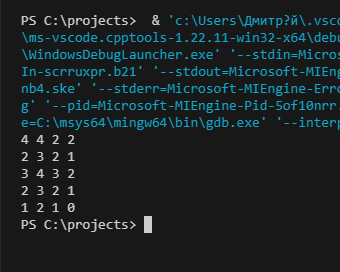 PS C:\projects>  & 'c:\Users\Дмитр?й\.vsc
\ms-vscode.cpptools-1.22.11-win32-x64\debu
\WindowsDebugLauncher.exe' '--stdin=Micros
In-scrruxpr.b21' '--stdout=Microsoft-MIEng
nb4.ske' '--stderr=Microsoft-MIEngine-Erro
g' '--pid=Microsoft-MIEngine-Pid-5of10nrr.
e=C:\msys64\mingw64\bin\gdb.exe' '--interp
4 4 2 2
2 3 2 1
3 4 3 2
2 3 2 1
1 2 1 0
PS C:\projects>